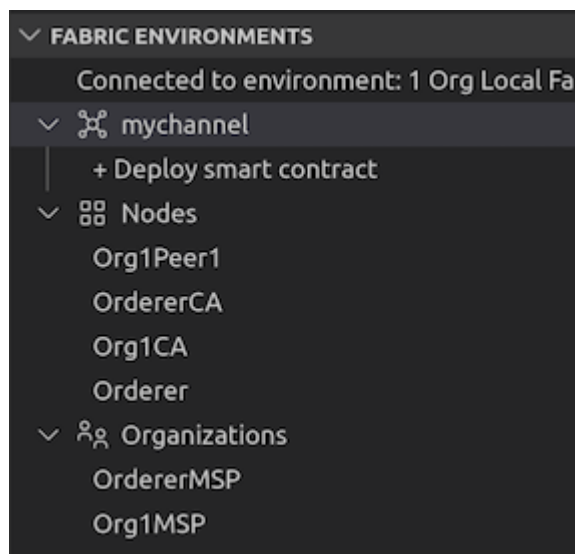 FABRIC ENVIRONMENTS
Connected to environment: 1 Org Local Fa
mychannel
+ Deploy smart contract
Nodes
Org1Peer1
OrdererCA
Org1CA
Orderer
Organizations
OrdererMSP
Org1MSP